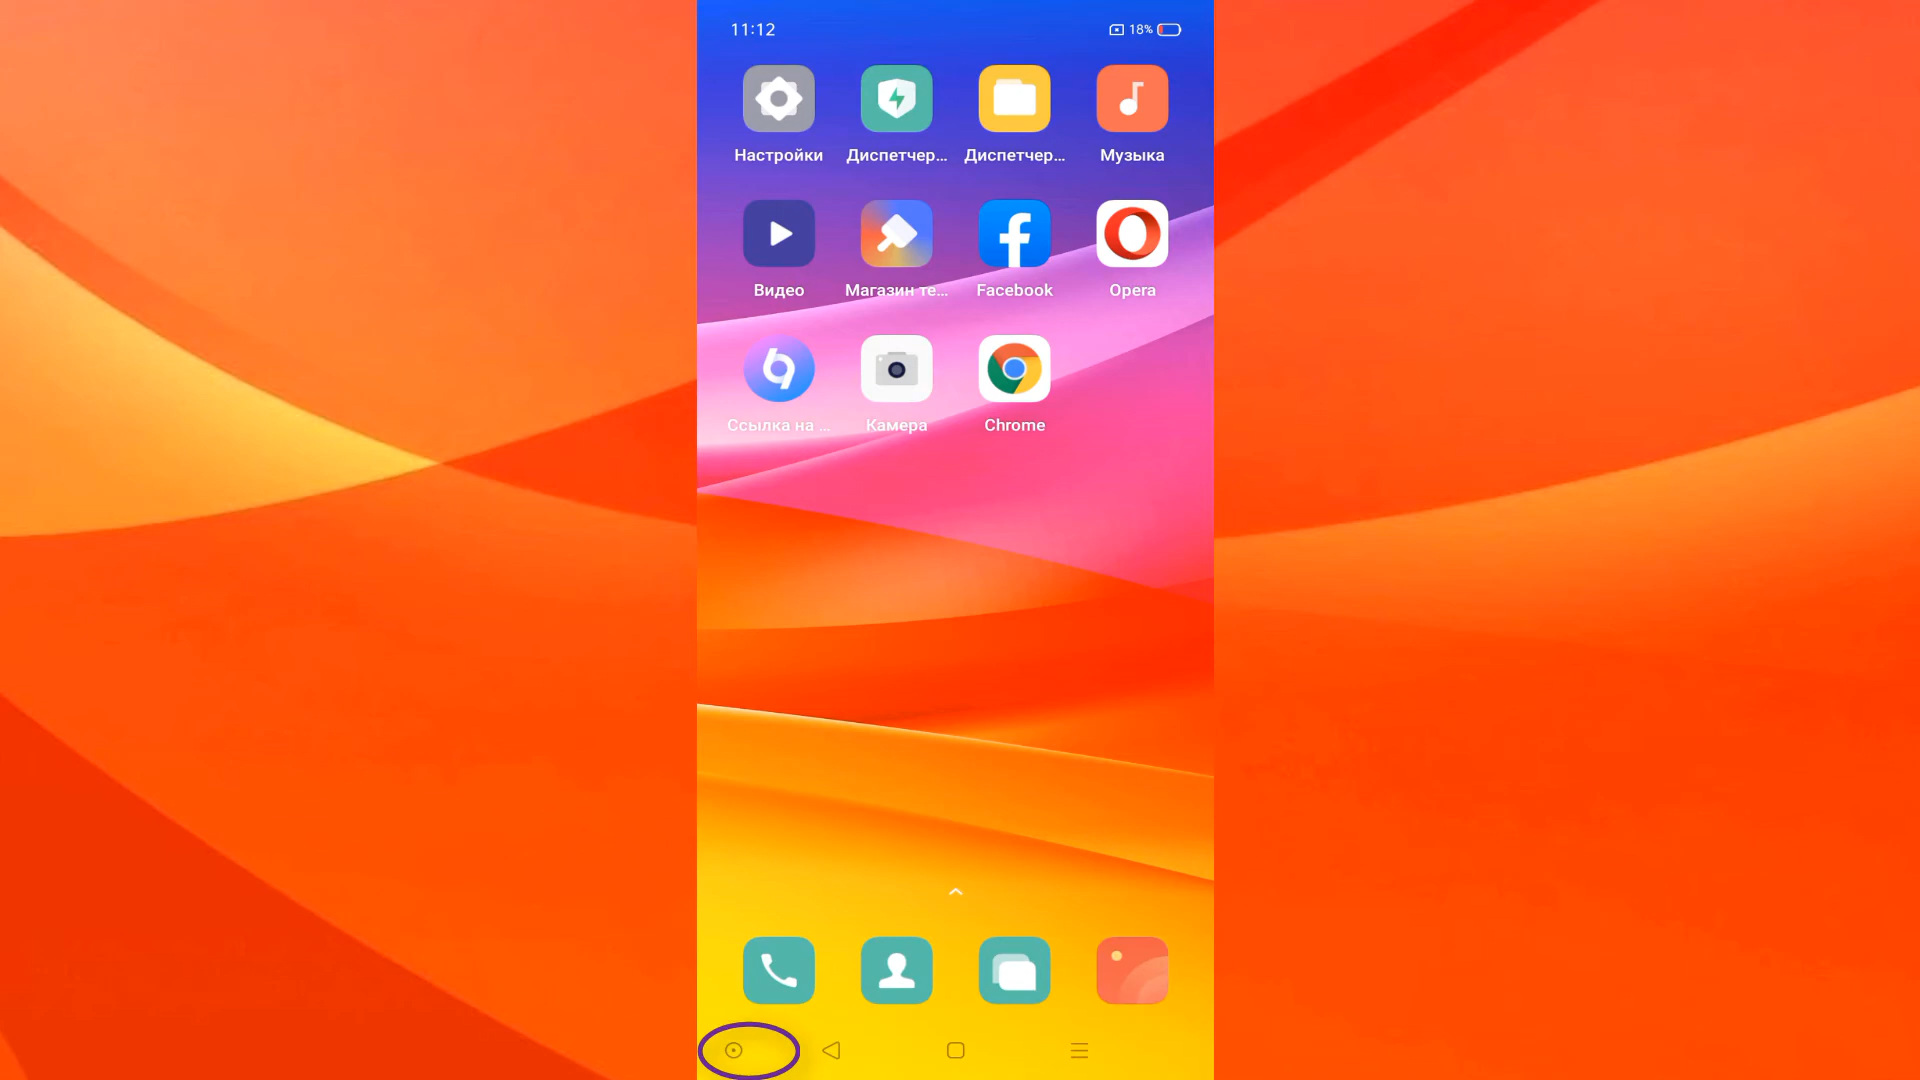 11:12
18%
Настройки
Диспетчер...
Диспетчер...
Музыка
Видео
Магазин те...
Facebook
Opera
Ссылка на ...
Камера
Chrome